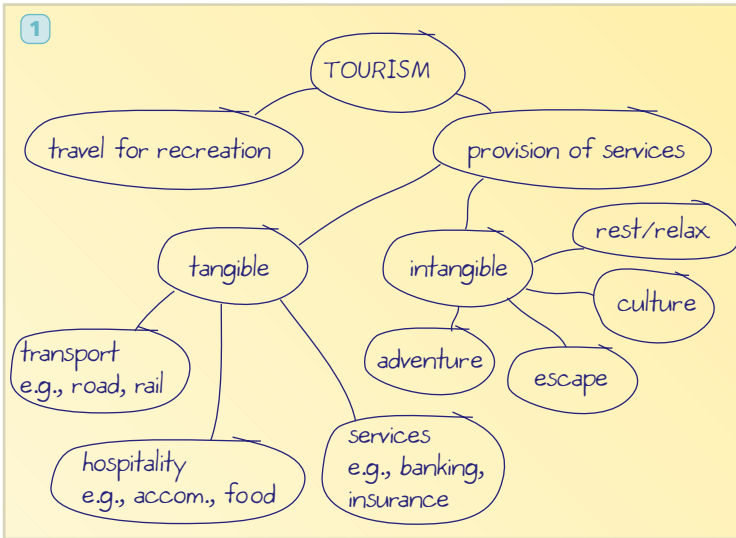 1
TOURISM
travel for recreation
provision of services
tangible
intangible
rest/relax
culture
adventure
escape
transport
e.g., road, rail
hospitality
e.g., accom., food
services
e.g., banking,
insurance